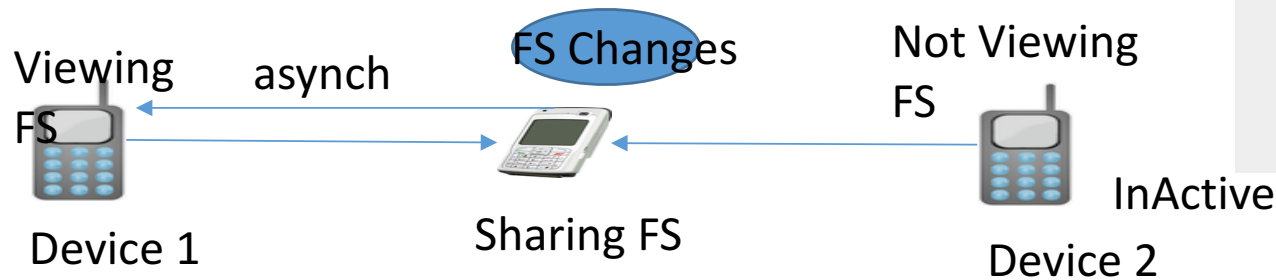 Viewing
FS
asynch
FS Changes
Not Viewing
FS
InActive
Device 1
Sharing FS
Device 2